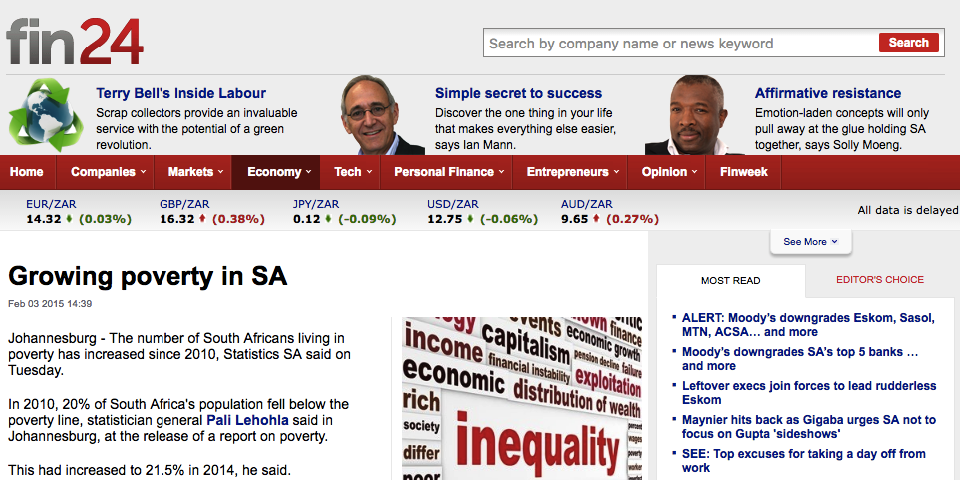 fin24
Search by company name or news keyword
Search
Terry Bell's Inside Labour
Scrap collectors provide an invaluable
service with the potential of a green
revolution.
Simple secret to success
Discover the one thing in your life
that makes everything else easier,
says Ian Mann.
Affirmative resistance
Emotion-laden concepts will only
pull away at the glue holding SA
together, says Solly Moeng.
Home Companies Markets Economy Tech Personal Finance Entrepreneurs Opinion Finweek
EUR/ZAR GBP/ZAR JPY/ZAR USD/ZAR AUD/ZAR
14.32 (0.03%) 16.32 (0.38%) 0.12 (-0.09%) 12.75 (-0.06%) 9.65 (0.27%)
All data is delayed
See More
Growing poverty in SA
Feb 03 2015 14:39
Johannesburg - The number of South Africans living in
poverty has increased since 2010, Statistics SA said on
Tuesday.
In 2010, 20% of South Africa's population fell below the
poverty line, statistician general Pali Lehohla said in
Johannesburg, at the release of a report on poverty.
This had increased to 21.5% in 2014, he said.
events
income
capitalism
economic growth
finance
financial instability
pension decline
failure
exploitation
economic
distribution of wealth
rich
society
differ
poor
inequality
percent
wages
worker
MOST READ
EDITOR'S CHOICE
ALERT: Moody's downgrades Eskom, Sasol,
MTN, ACSA… and more
Moody's downgrades SA's top 5 banks …
and more
Leftover execs join forces to lead rudderless
Eskom
Maynier hits back as Gigaba urges SA not to
focus on Gupta 'sideshows'
SEE: Top excuses for taking a day off from
work